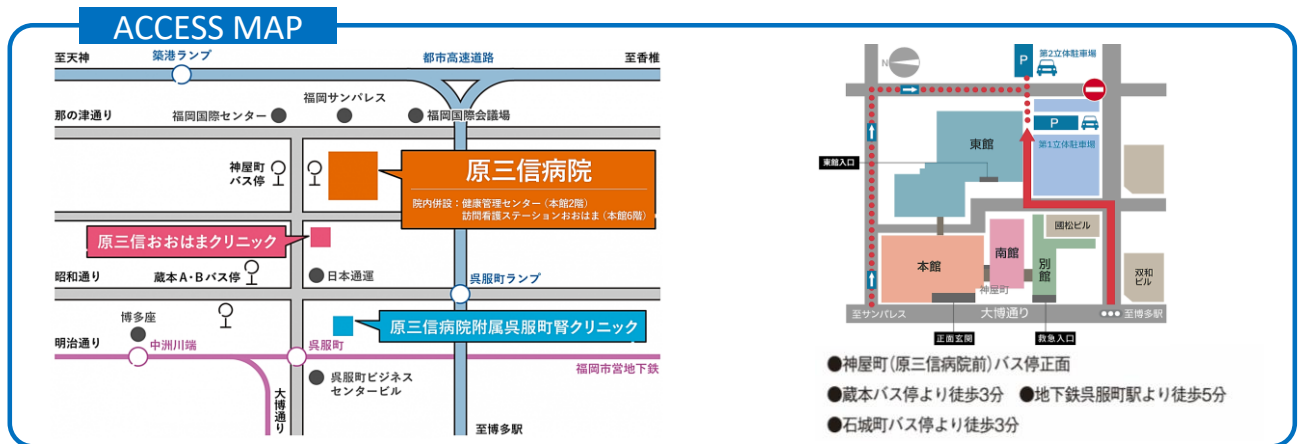 ACCESS MAP
至天神
築港ランプ
都市高速道路
至香椎
福岡サンパレス
那の津通り
福岡国際センター
福岡国際会議場
神屋町
バス停
原三信病院
院内併設：健康管理センター（本館2階）
訪問看護ステーションおおはま（本館6階）
原三信おおはまクリニック
昭和通り
蔵本A・Bバス停
日本通運
呉服町ランプ
博多座
原三信病院附属呉服町腎クリニック
明治通り
中洲川端
呉服町
福岡市営地下鉄
呉服町ビジネス
センタービル
大博通り
至博多駅
N
P
第2立体駐車場
P
第1立体駐車場
東館
東館入口
國松ビル
本館
南館
別館
神屋町
双和
ビル
至サンパレス
大博通り
至博多駅
正面玄関
救急入口
●神屋町(原三信病院前)バス停正面
●蔵本バス停より徒歩3分 ●地下鉄呉服町駅より徒歩5分
●石城町バス停より徒歩3分